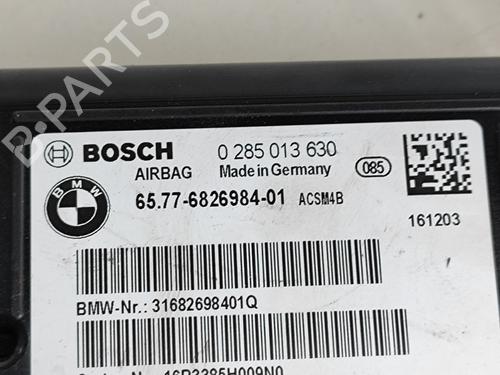 BOSCH 0 285 013 630
AIRBAG Made in Germany 085
BMW 65.77-6826984-01 ACSM4B
161203
BMW-Nr.: 31682698401Q
16P3385H009N0
B-PARTS